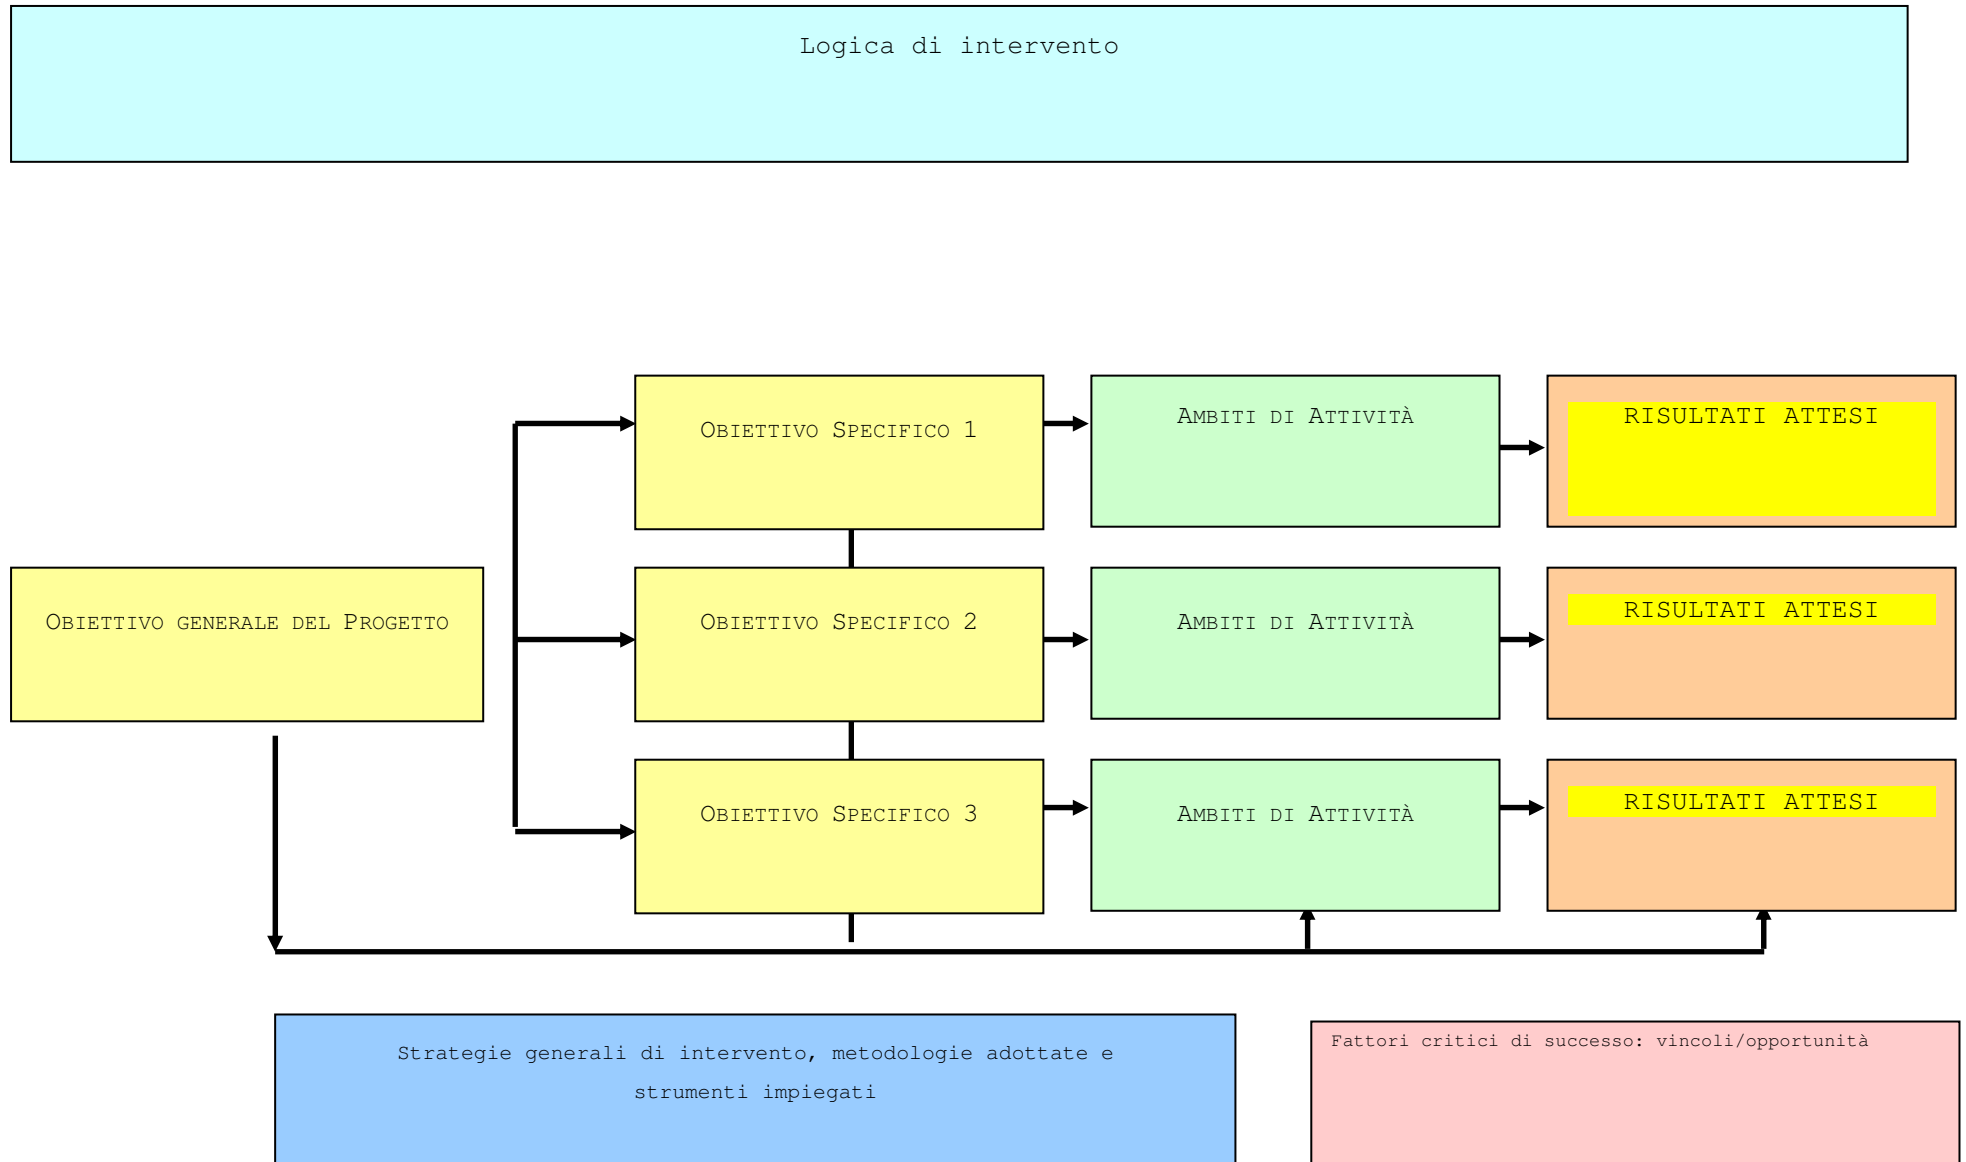 Logica di intervento
Obiettivo Specifico 1
Ambiti di Attività
RISULTATI ATTESI
Obiettivo generale del Progetto
Obiettivo Specifico 2
Ambiti di Attività
RISULTATI ATTESI
Obiettivo Specifico 3
Ambiti di Attività
RISULTATI ATTESI
Strategie generali di intervento, metodologie adottate e
strumenti impiegati
Fattori critici di successo: vincoli/opportunità